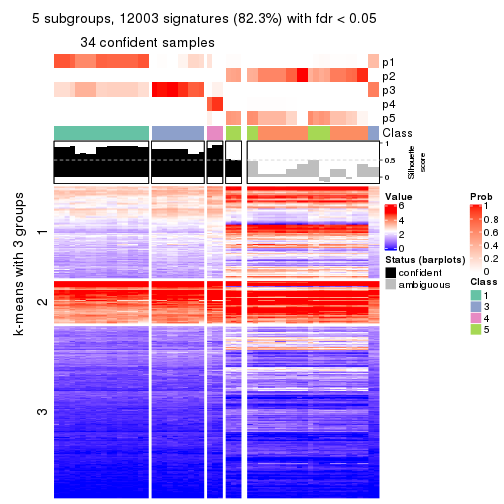 5 subgroups, 12003 signatures (82.3%) with fdr < 0.05
34 confident samples
p1
p2
p3
p4
p5
Class
1
0.5
0
Silhouette
score
k-means with 3 groups
1
2
3
Value
6
4
2
0
Status (barplots)
confident
ambiguous
Prob
1
0.8
0.6
0.4
0.2
0
Class
1
3
4
5